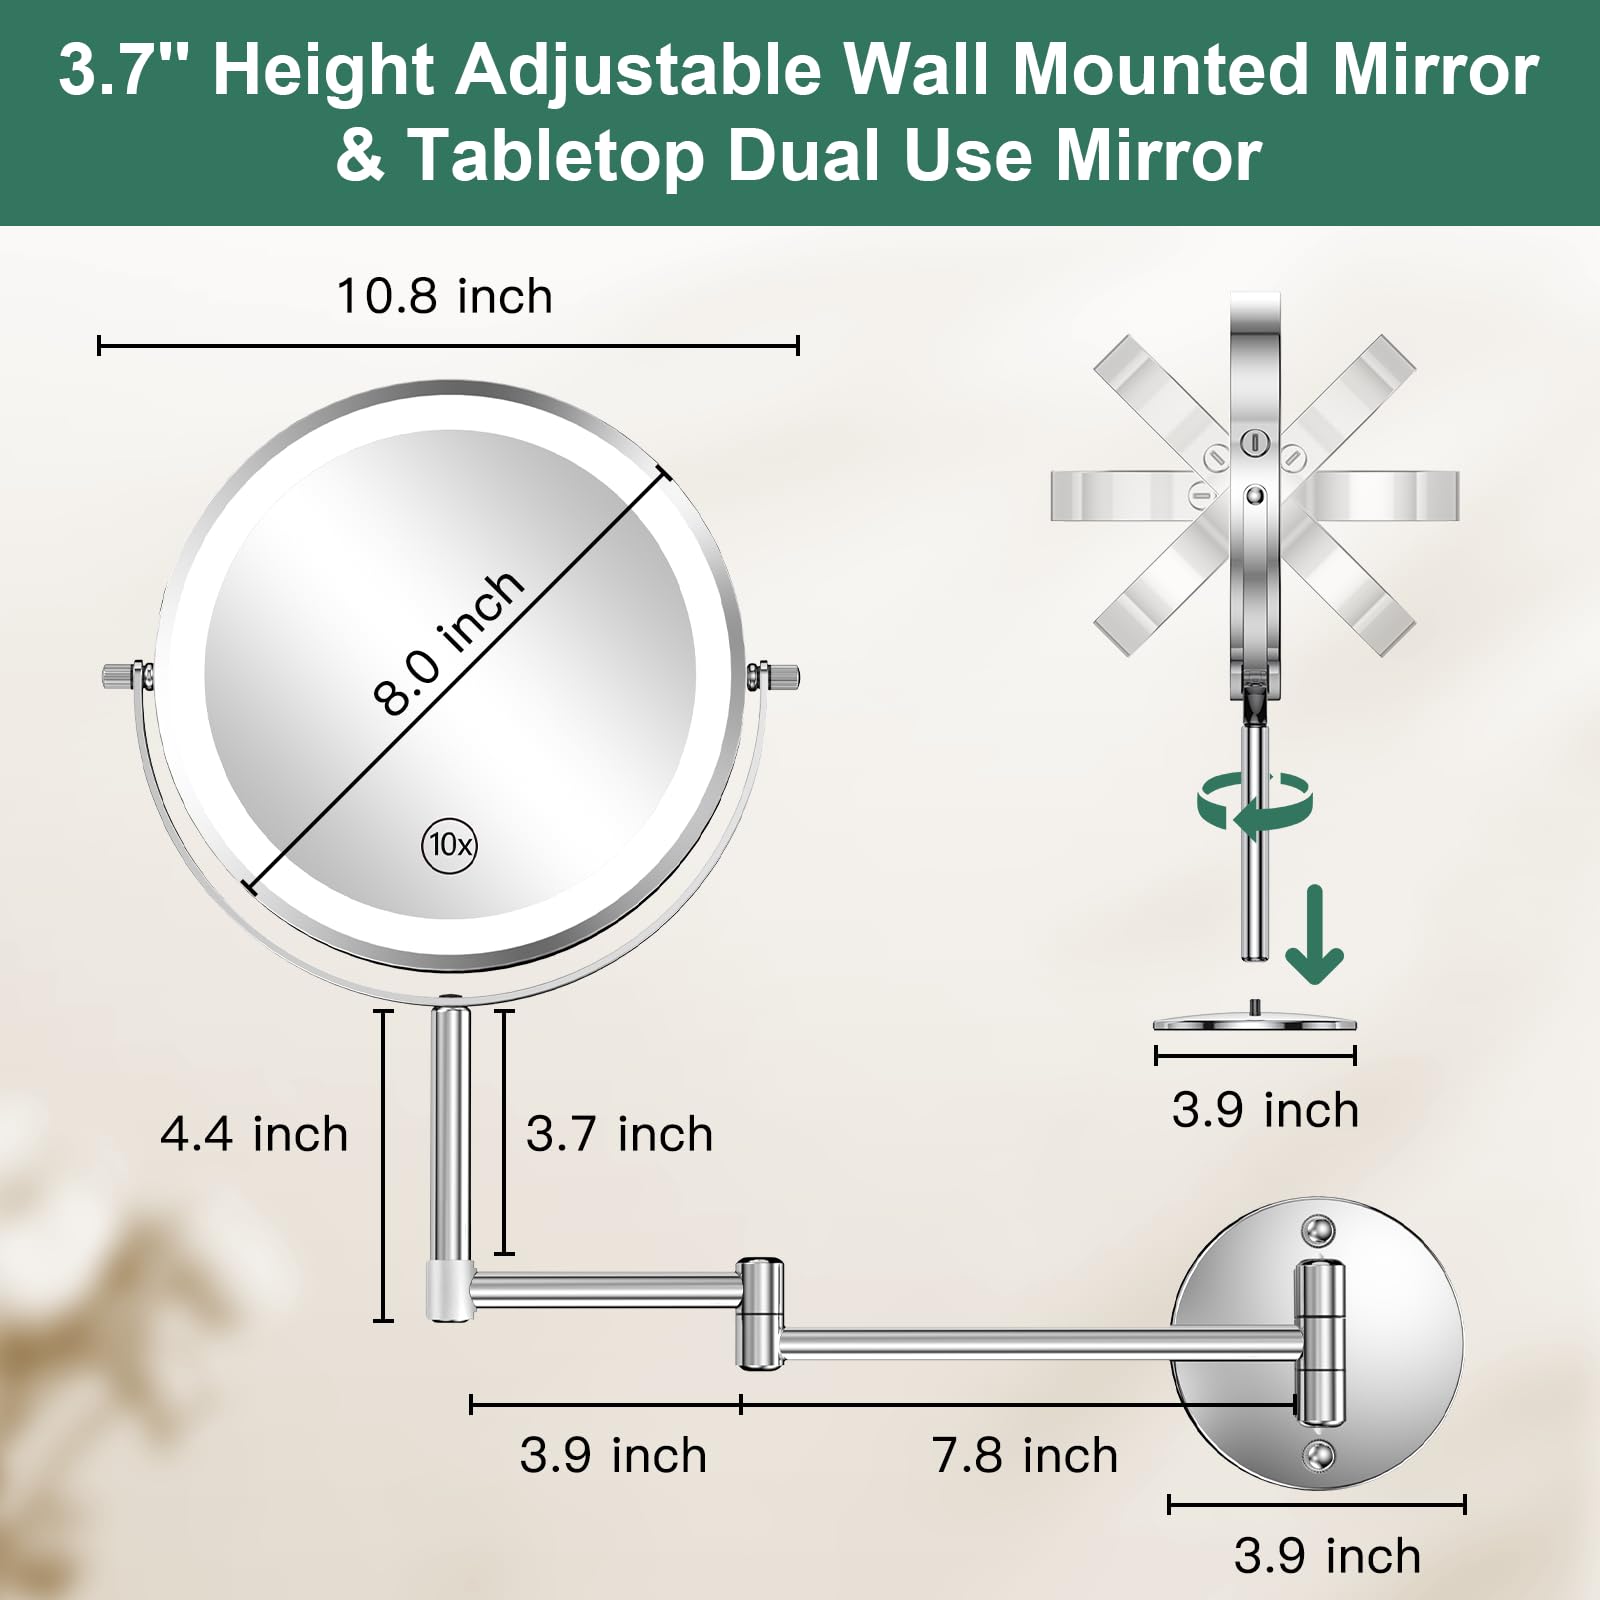 3.7" Height Adjustable Wall Mounted Mirror
& Tabletop Dual Use Mirror
10.8 inch
8.0 inch
10x
4.4 inch
3.7 inch
3.9 inch
3.9 inch
7.8 inch
3.9 inch